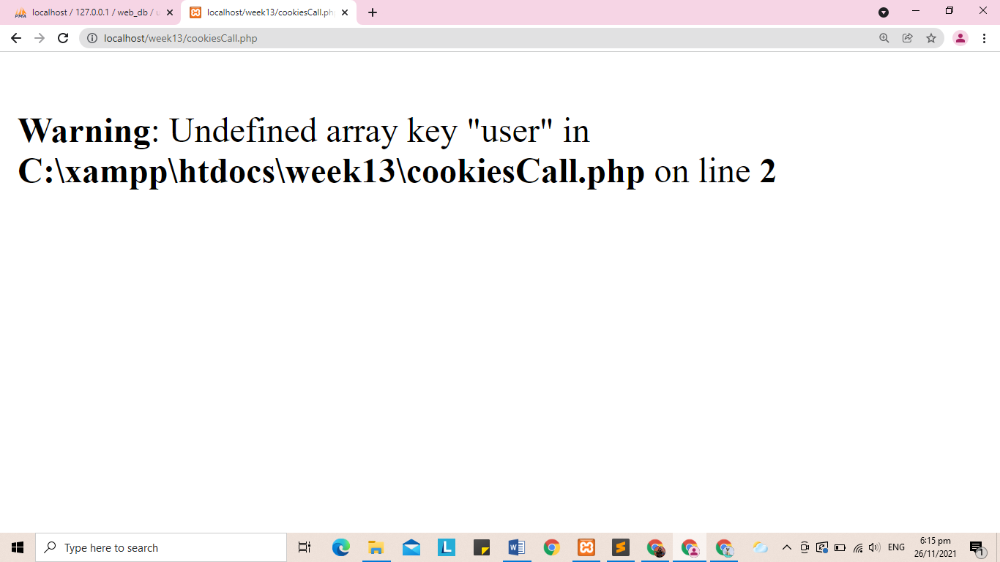 localhost / 127.0.0.1 / web_db / u
localhost/week13/cookiesCall.ph
localhost/week13/cookiesCall.php
Warning: Undefined array key "user" in
C:\xampp\htdocs\week13\cookiesCall.php on line 2
Type here to search
ENG
6:15 pm
26/11/2021
1